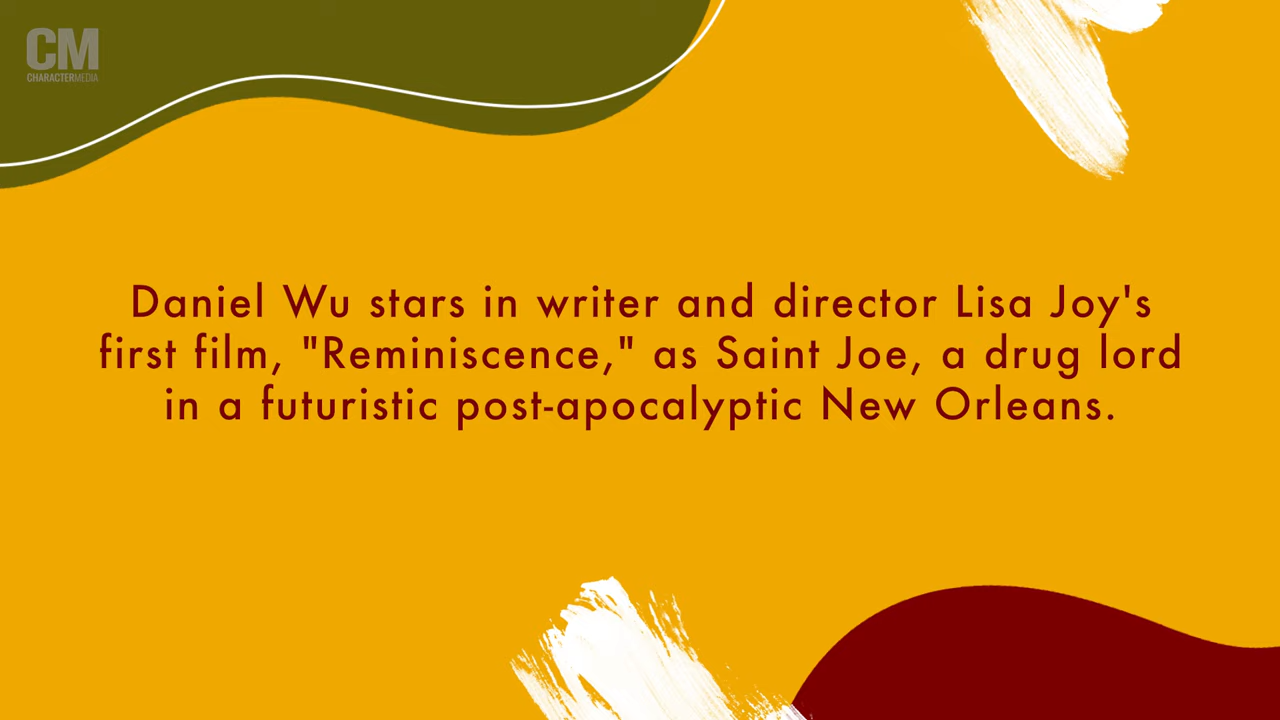 CM
CHARACTERMEDIA
Daniel Wu stars in writer and director Lisa Joy's
first film, "Reminiscence," as Saint Joe, a drug lord
in a futuristic post-apocalyptic New Orleans.